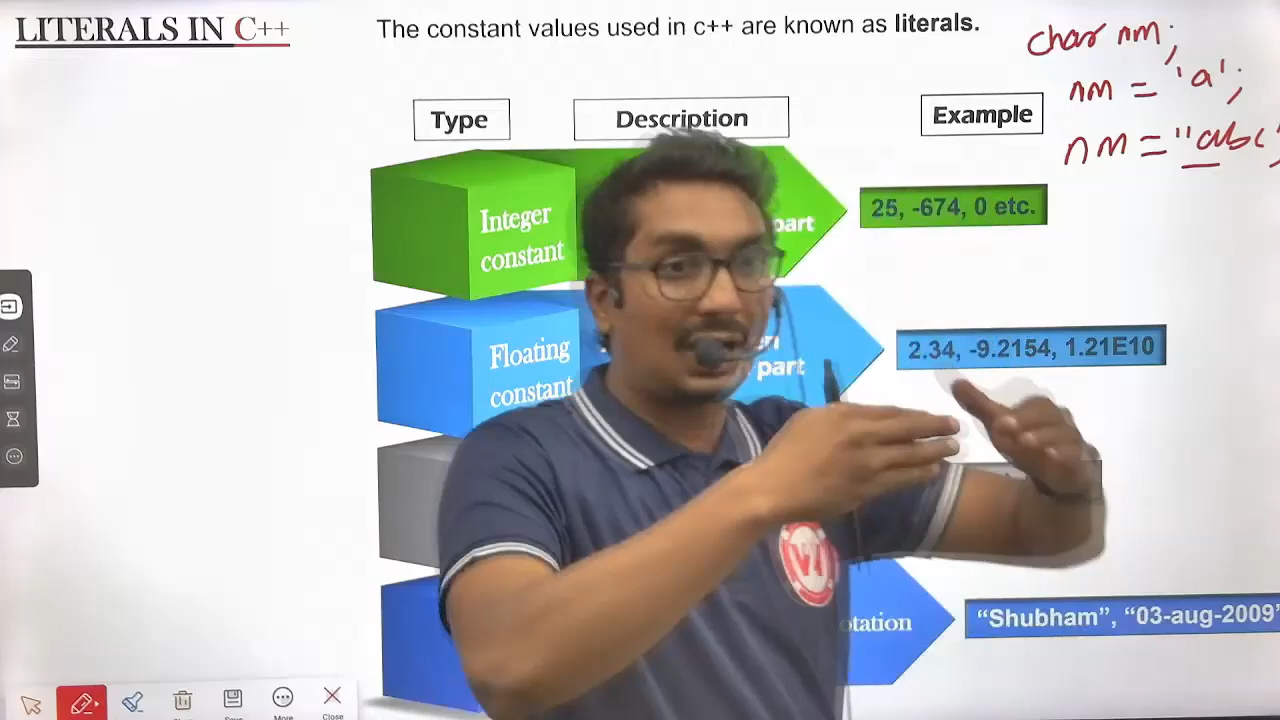 LITERALS IN C++
The constant values used in c++ are known as literals.
char nm;
nm = 'a';
nm = "abc"
Type
Description
Example
Integer
constant
part
25, -674, 0 etc.
Floating
constant
part
2.34, -9.2154, 1.21E10
otation
"Shubham", "03-aug-2009"
More
Close